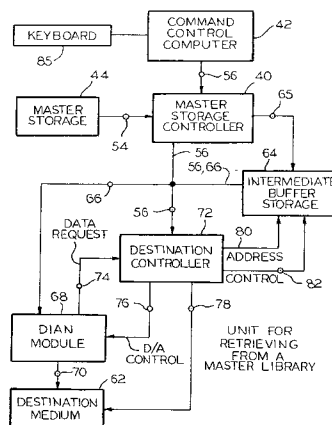 KEYBOARD
85
COMMAND
CONTROL
COMPUTER
42
44
56
40
65
MASTER
STORAGE
54
MASTER
STORAGE
CONTROLLER
56
64
56,66
66
INTERMEDIATE
BUFFER
STORAGE
DATA
REQUEST
56
72
80
74
DESTINATION
CONTROLLER
ADDRESS
CONTROL
82
68
76
78
DIAN
MODULE
D/A
CONTROL
UNIT FOR
RETRIEVING
FROM A
MASTER LIBRARY
70
62
DESTINATION
MEDIUM